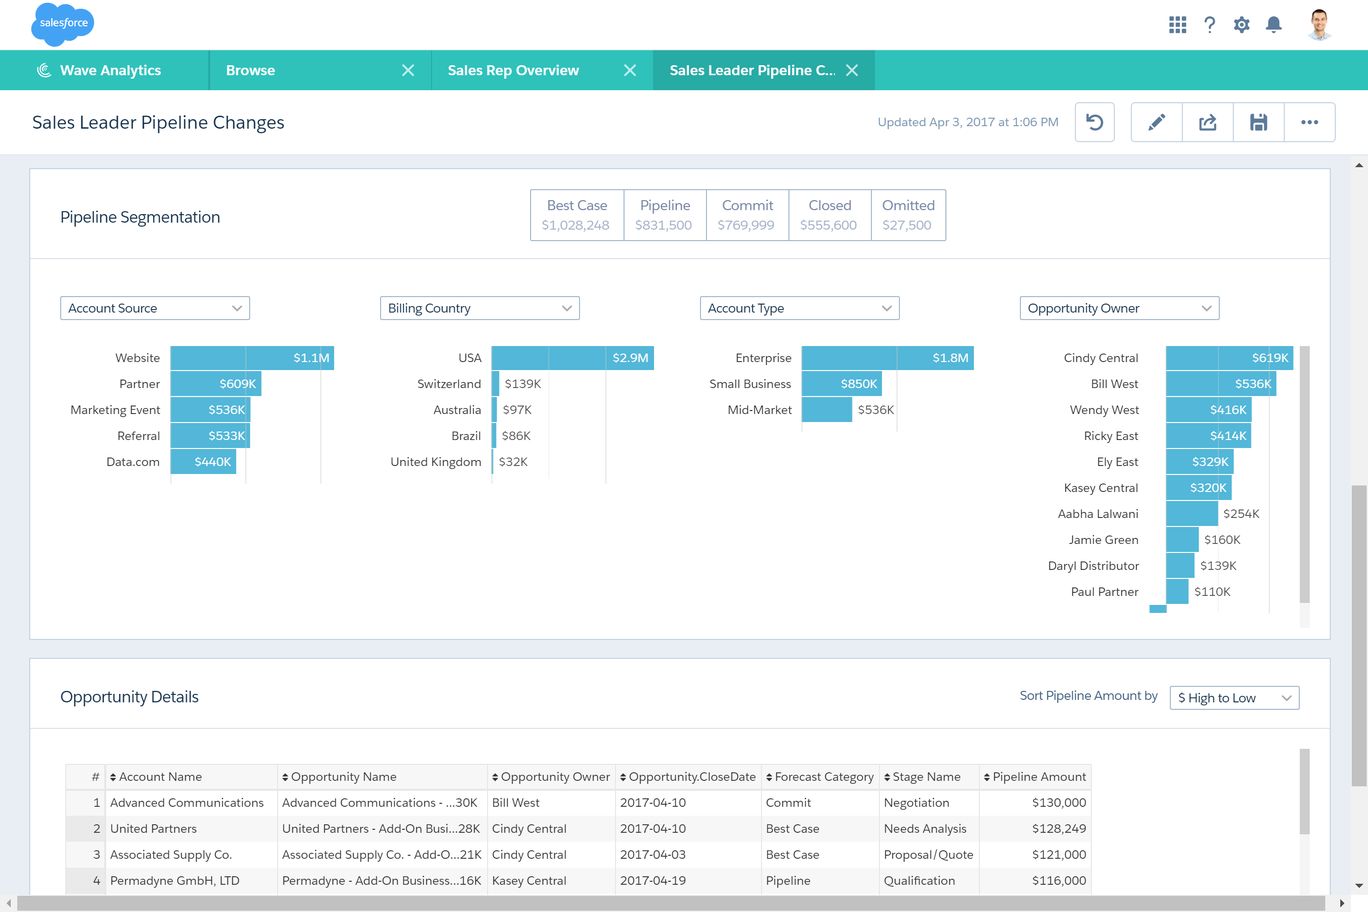 salesforce
Wave Analytics
Browse
Sales Rep Overview
Sales Leader Pipeline C...
Sales Leader Pipeline Changes
Updated Apr 3, 2017 at 1:06 PM
Pipeline Segmentation
Best Case Pipeline Commit Closed Omitted
$1,028,248 $831,500 $769,999 $555,600 $27,500
Account Source
Website $1.1M
Partner $609K
Marketing Event $536K
Referral $533K
Data.com $440K
Billing Country
USA $2.9M
Switzerland $139K
Australia $97K
Brazil $86K
United Kingdom $32K
Account Type
Enterprise $1.8M
Small Business $850K
Mid-Market $536K
Opportunity Owner
Cindy Central $619K
Bill West $536K
Wendy West $416K
Ricky East $414K
Ely East $329K
Kasey Central $320K
Aabha Lalwani $254K
Jamie Green $160K
Daryl Distributor $139K
Paul Partner $110K
Opportunity Details
Sort Pipeline Amount by $ High to Low
# Account Name Opportunity Name Opportunity Owner Opportunity.CloseDate Forecast Category Stage Name Pipeline Amount
1 Advanced Communications Advanced Communications - ...30K Bill West 2017-04-10 Commit Negotiation $130,000
2 United Partners United Partners - Add-On Busi...28K Cindy Central 2017-04-10 Best Case Needs Analysis $128,249
3 Associated Supply Co. Associated Supply Co. - Add-O...21K Cindy Central 2017-04-03 Best Case Proposal/Quote $121,000
4 Permadyne GmbH, LTD Permadyne - Add-On Business...16K Kasey Central 2017-04-19 Pipeline Qualification $116,000